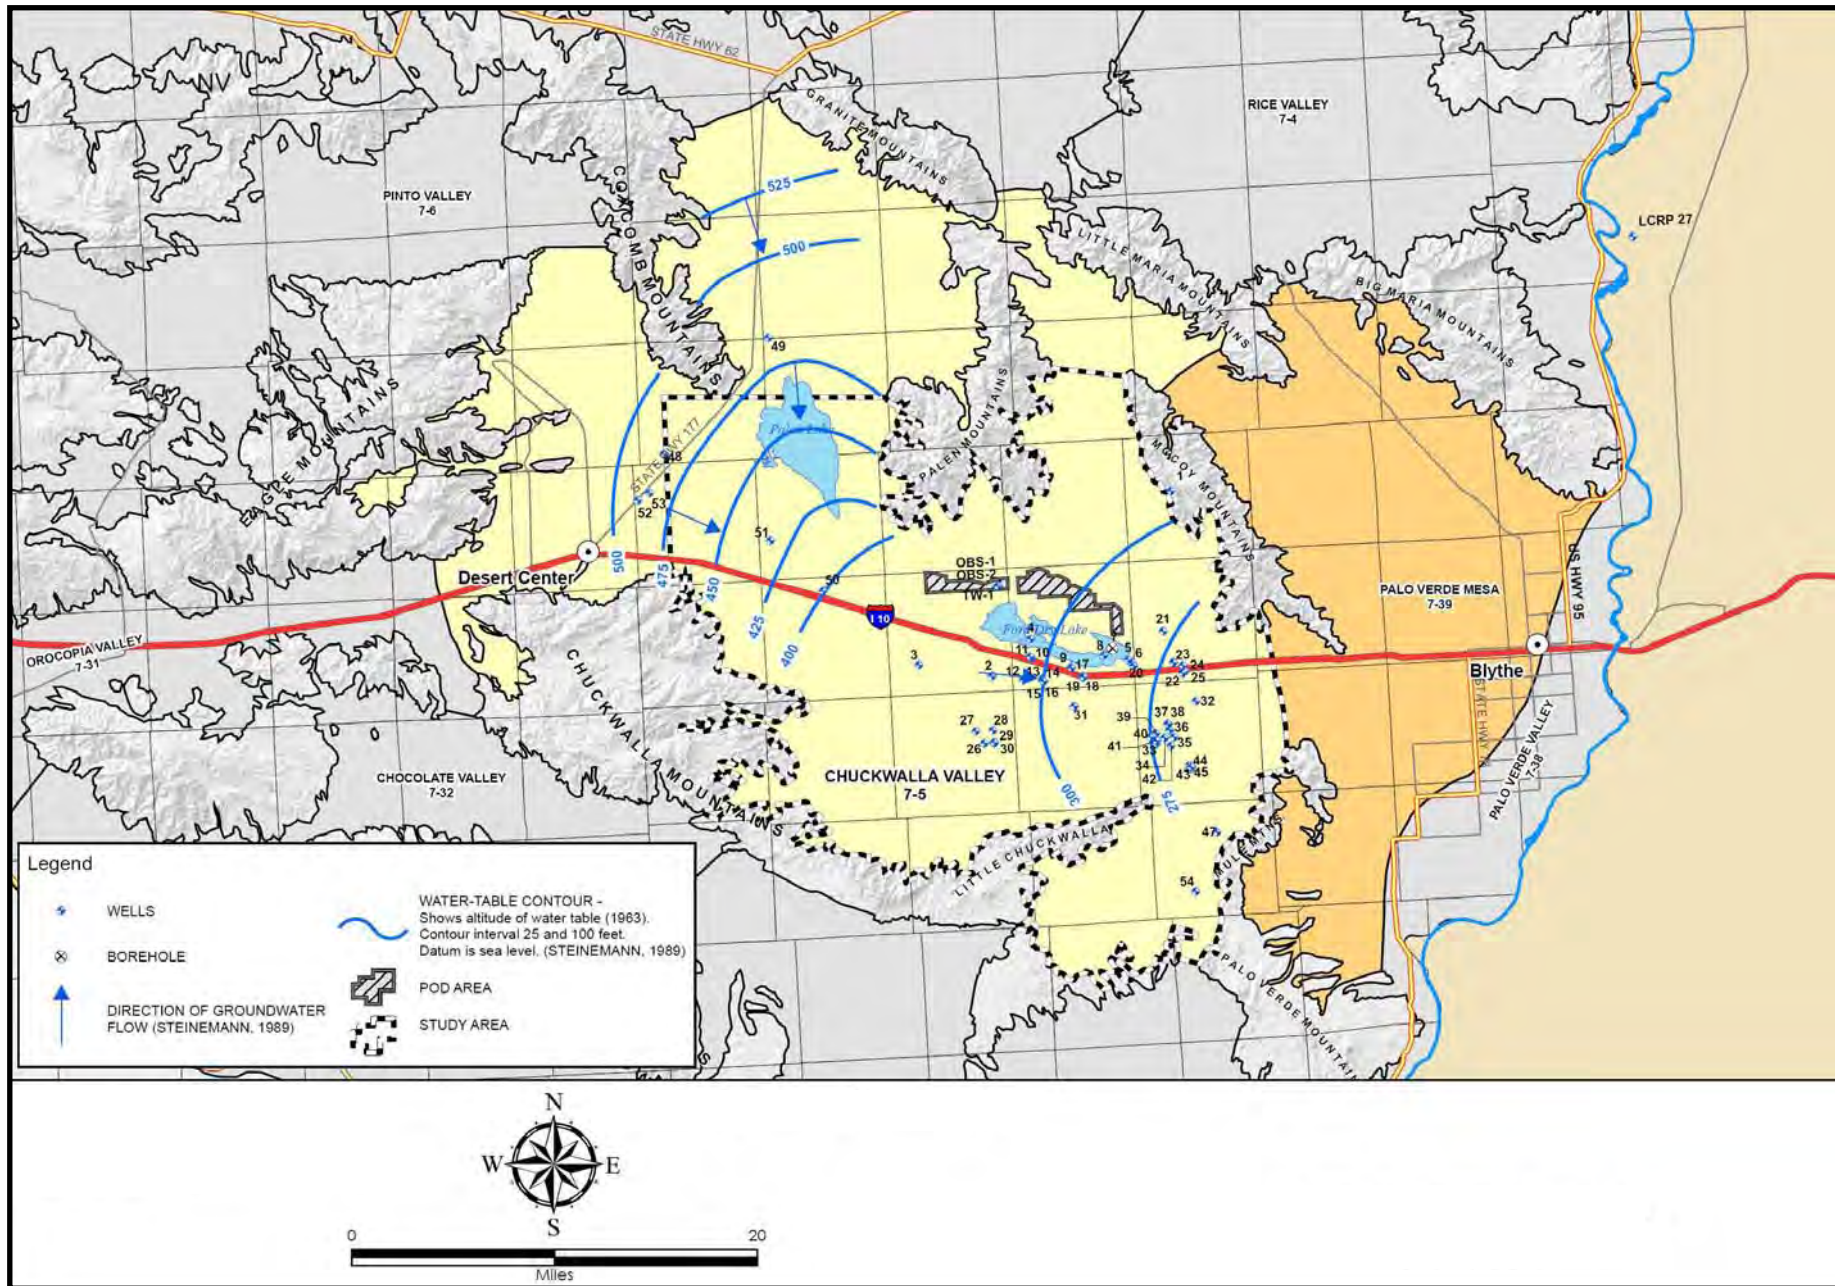 STATE HWY 62
NV
GRANITE MOUNTAINS
RICE VALLEY
7-4
PINTO VALLEY
7-6
COXCOMB MOUNTAINS
525
500
LCRP 27
LITTLE MARIA MOUNTAINS
BIG MARIA MOUNTAINS
49
EAGLE MOUNTAINS
PALEN MOUNTAINS
MCCOY MOUNTAINS
STATE HWY 177
48
52
53
51
50
Desert Center
500
475
450
425
400
I 10
OBS-1
OBS-2
TW-1
Ford Dry Lake
PALO VERDE MESA
7-39
US HWY 95
Blythe
STATE HWY
PALO VERDE VALLEY
7-38
OROCOPIA VALLEY
7-31
CHUCKWALLA MOUNTAINS
CHOCOLATE VALLEY
7-32
3
2
11
10
12
13
14
15
16
9
17
19
18
8
5
6
20
21
23
24
22
25
31
32
27
28
29
26
30
39
37
38
36
40
41
33
35
34
42
43
44
45
CHUCKWALLA VALLEY
7-5
300
275
47
54
LITTLE CHUCKWALLA
MULE MTNS
PALO VERDE MOUNTAIN
Legend
WELLS
BOREHOLE
DIRECTION OF GROUNDWATER
FLOW (STEINEMANN, 1989)
WATER-TABLE CONTOUR -
Shows altitude of water table (1963).
Contour interval 25 and 100 feet.
Datum is sea level. (STEINEMANN, 1989)
POD AREA
STUDY AREA
N
W
E
S
0
20
Miles